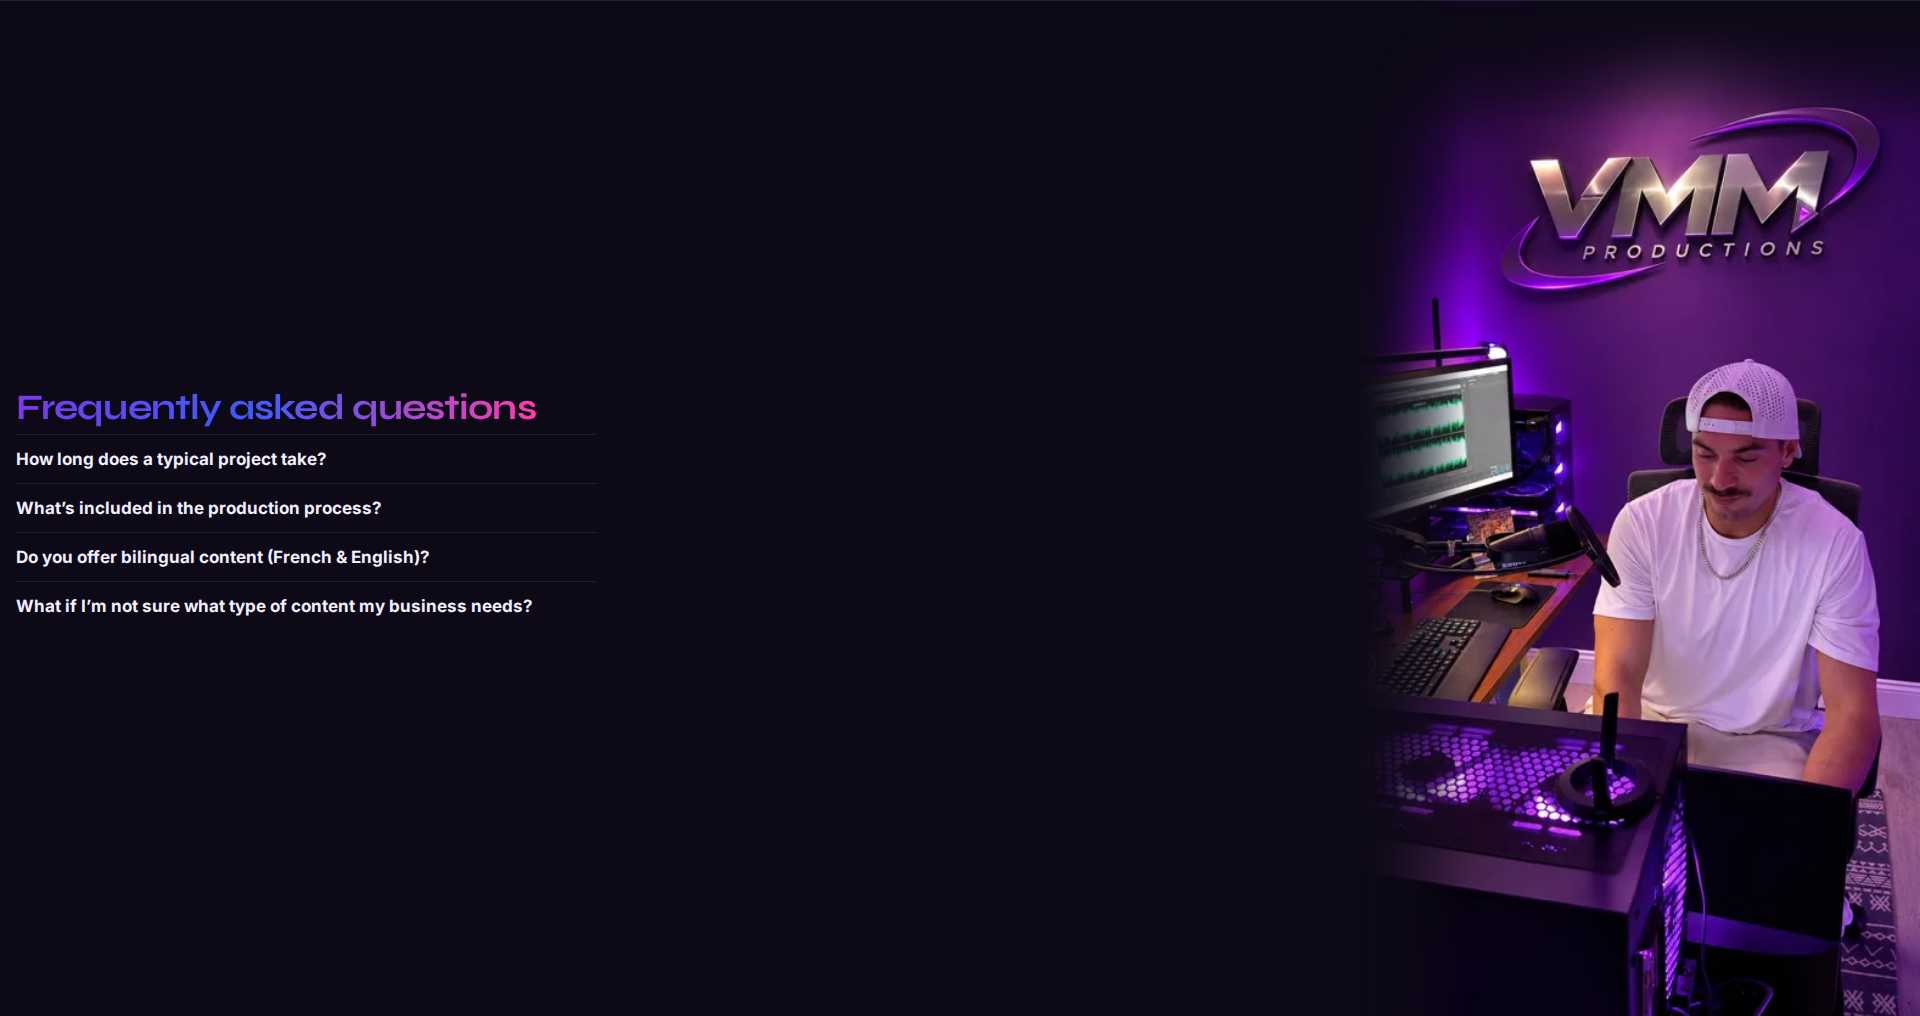 VMM
PRODUCTIONS
Frequently asked questions
How long does a typical project take?
What’s included in the production process?
Do you offer bilingual content (French & English)?
What if I’m not sure what type of content my business needs?